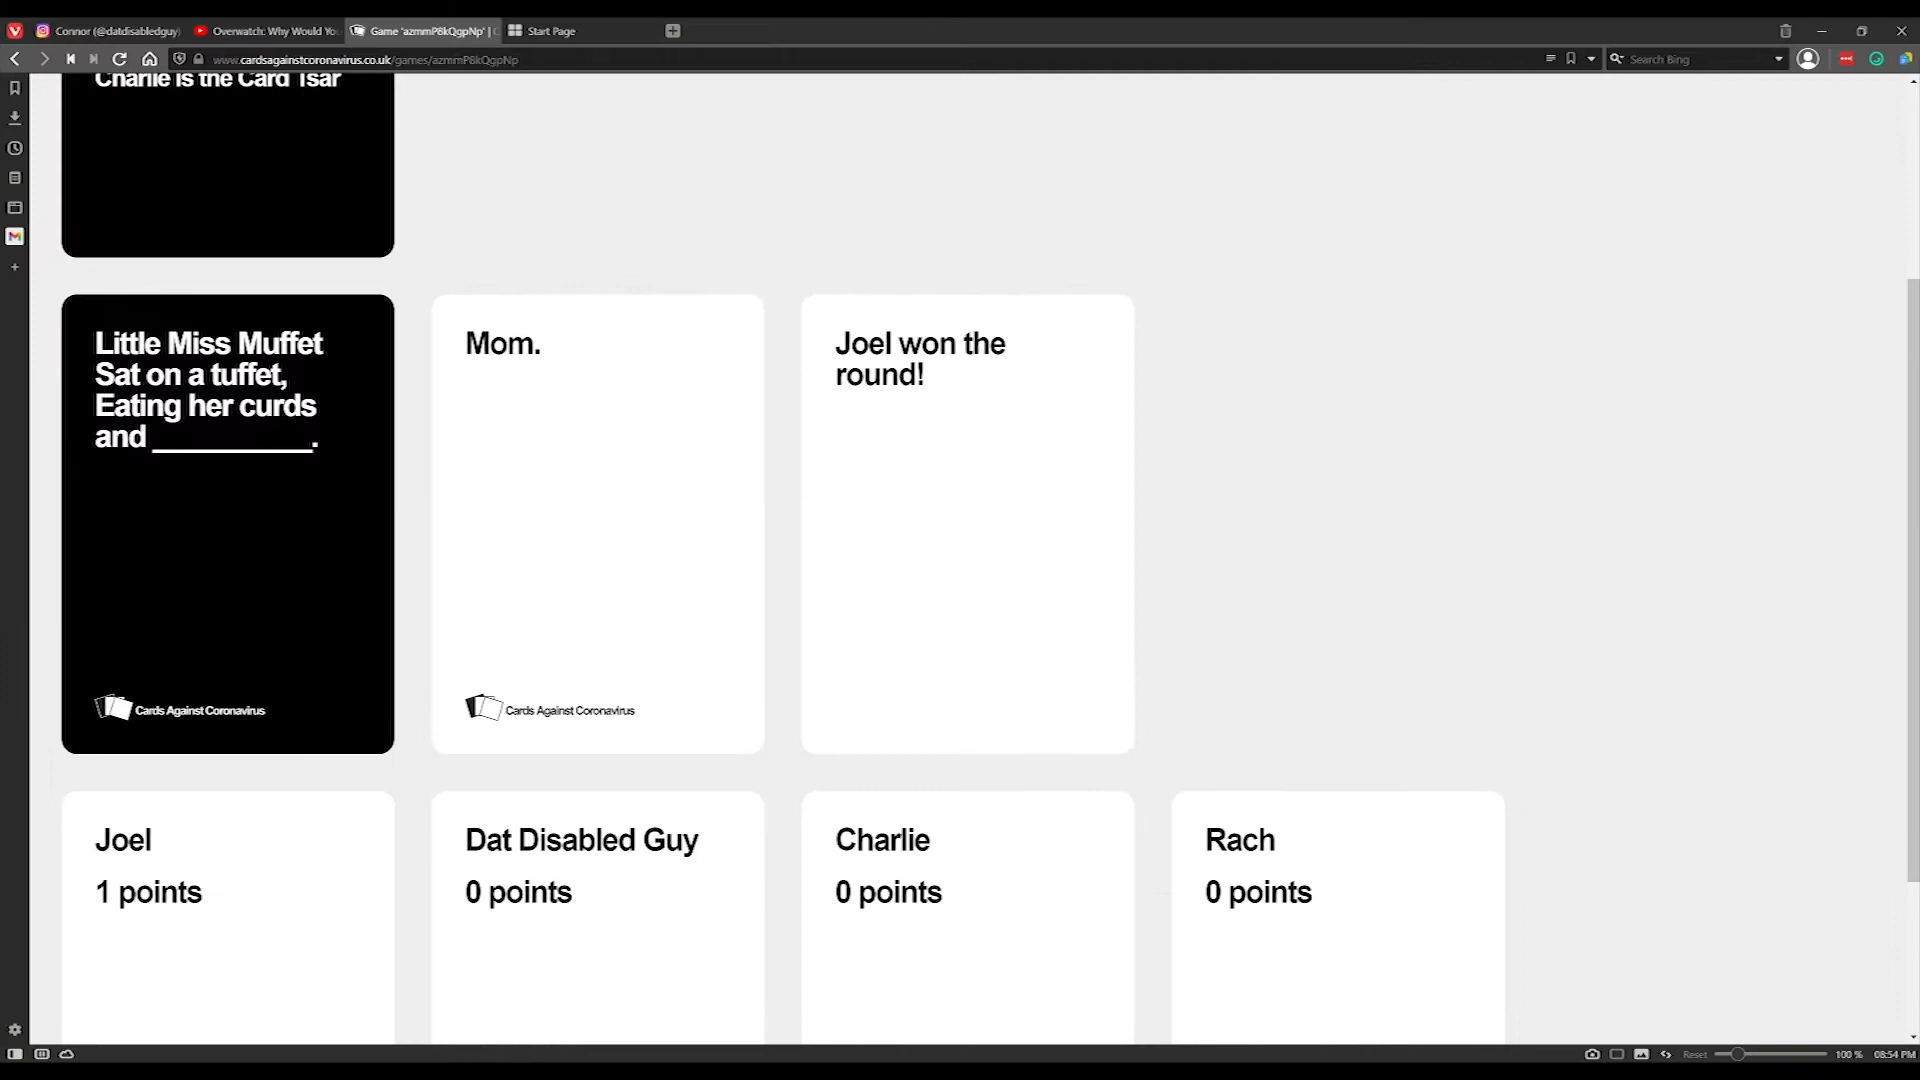 Connor (@datdisabledguy)
Overwatch: Why Would Yo
Game 'azmmP8kQgpNp' |
Start Page
www.cardsagainstcoronavirus.co.uk/games/azmmP8kQgpNp
Search Bing
Charlie is the Card Tsar
Little Miss Muffet
Sat on a tuffet,
Eating her curds
and __________.
Cards Against Coronavirus
Mom.
Cards Against Coronavirus
Joel won the
round!
Joel
1 points
Dat Disabled Guy
0 points
Charlie
0 points
Rach
0 points
Reset
100 %
08:54 PM